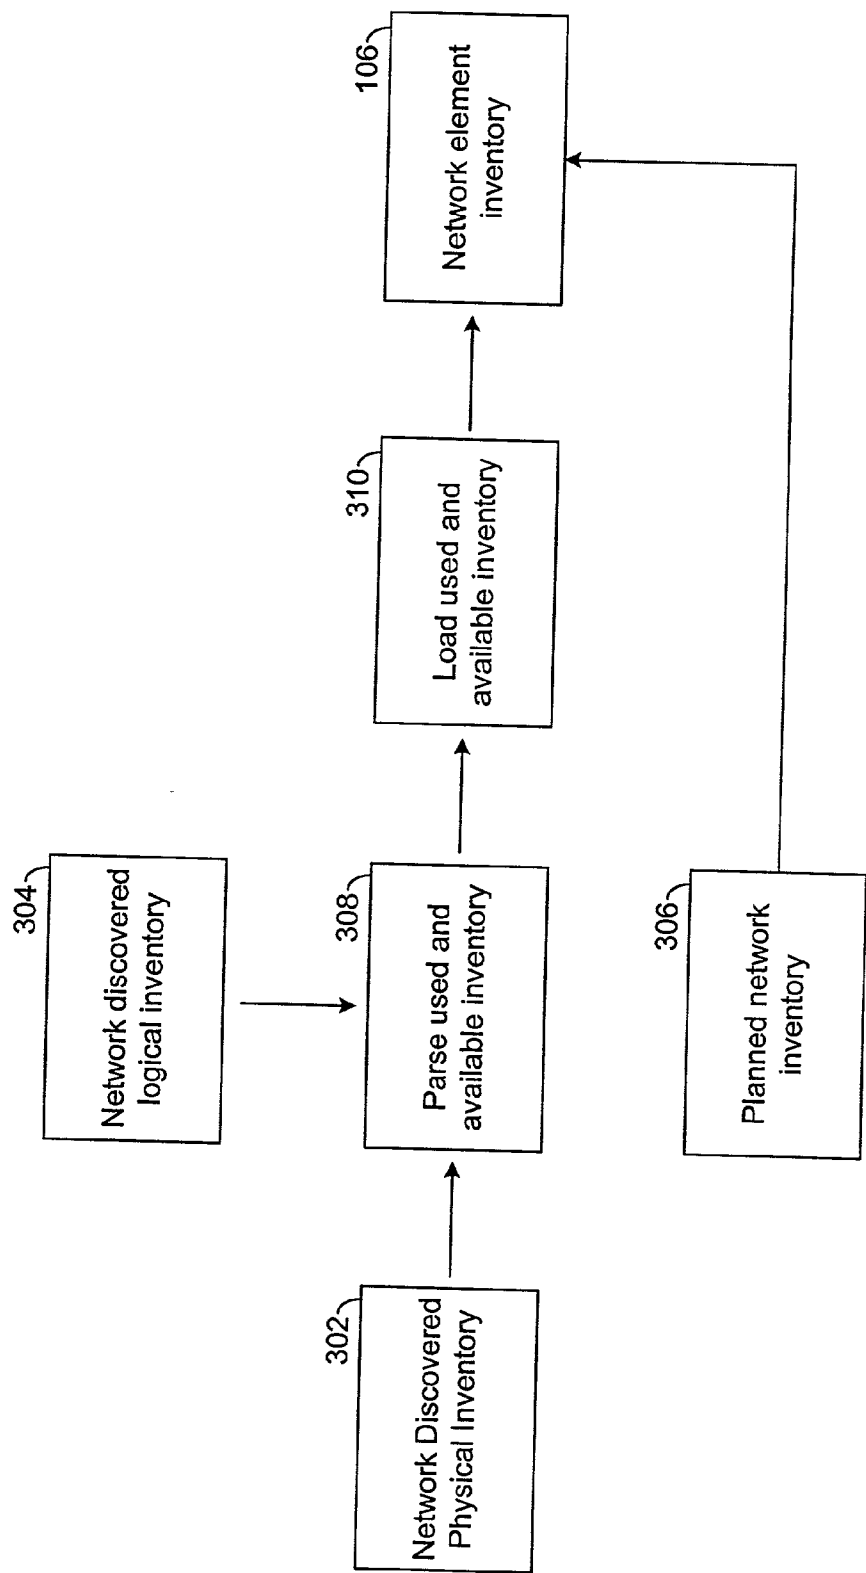 302
Network Discovered
Physical Inventory
304
Network discovered
logical inventory
308
Parse used and
available inventory
306
Planned network
inventory
310
Load used and
available inventory
106
Network element
inventory